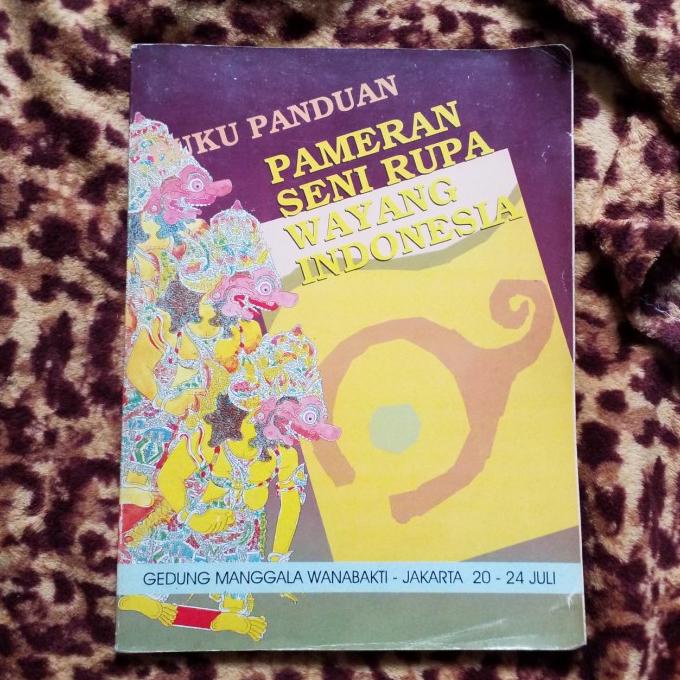 UKU PANDUAN
PAMERAN
SENI RUPA
WAYANG
INDONESIA
GEDUNG MANGGALA WANABAKTI - JAKARTA 20 - 24 JULI